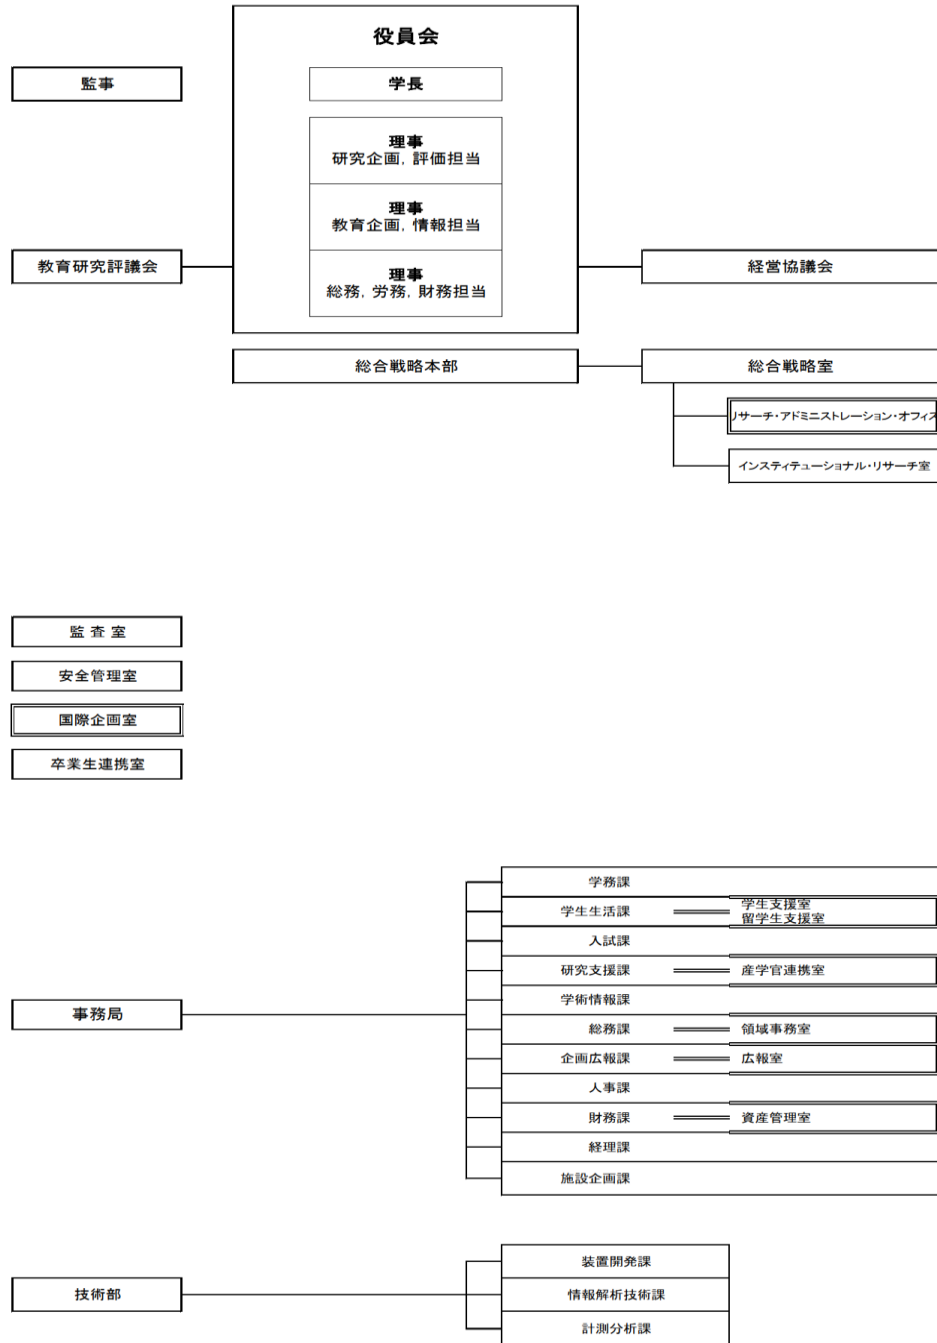 役員会
監事
学長
理事
研究企画, 評価担当
理事
教育企画, 情報担当
教育研究評議会
経営協議会
理事
総務, 労務, 財務担当
総合戦略本部
総合戦略室
リサーチ・アドミニストレーション・オフィス
インスティテューショナル・リサーチ室
監 査 室
安全管理室
国際企画室
卒業生連携室
学務課
学生生活課
学生支援室
留学生支援室
入試課
研究支援課
産学官連携室
学術情報課
事務局
総務課
領域事務室
企画広報課
広報室
人事課
財務課
資産管理室
経理課
施設企画課
装置開発課
技術部
情報解析技術課
計測分析課